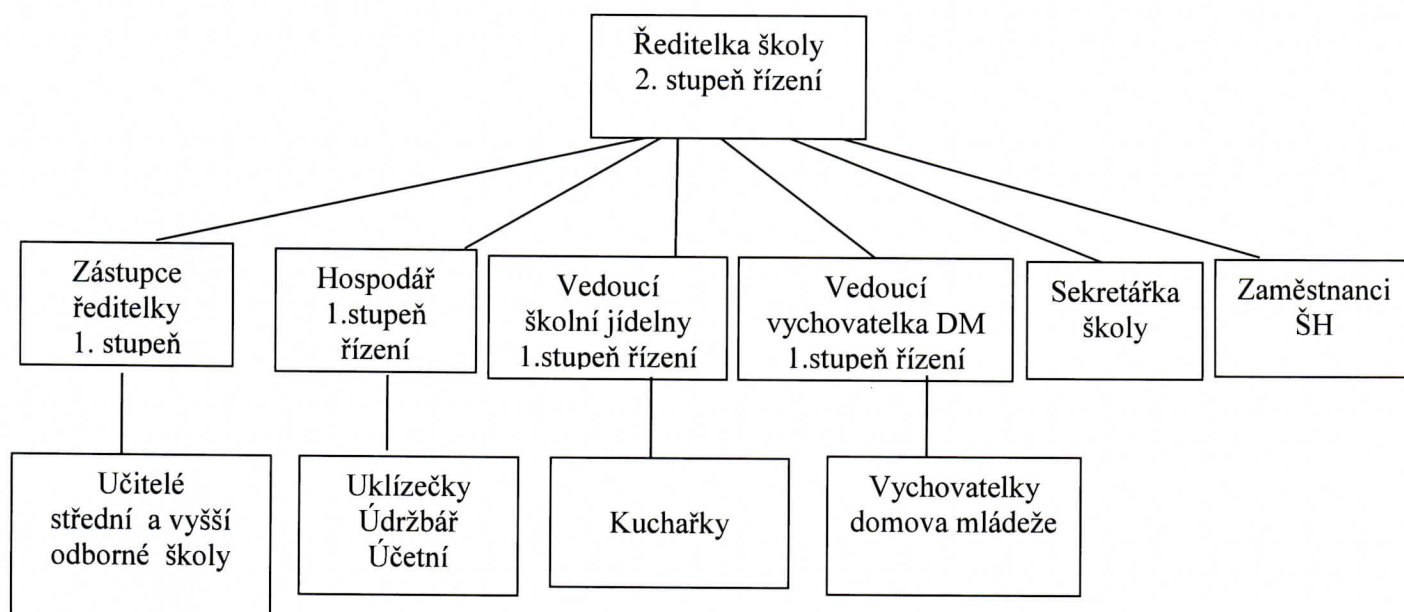 Ředitelka školy
2. stupeň řízení
Zástupce
ředitelky
1. stupeň
Hospodář
1.stupeň
řízení
Vedoucí
školní jídelny
1.stupeň řízení
Vedoucí
vychovatelka DM
1.stupeň řízení
Sekretářka
školy
Zaměstnanci
ŠH
Učitelé
střední a vyšší
odborné školy
Uklízečky
Údržbář
Účetní
Kuchařky
Vychovatelky
domova mládeže